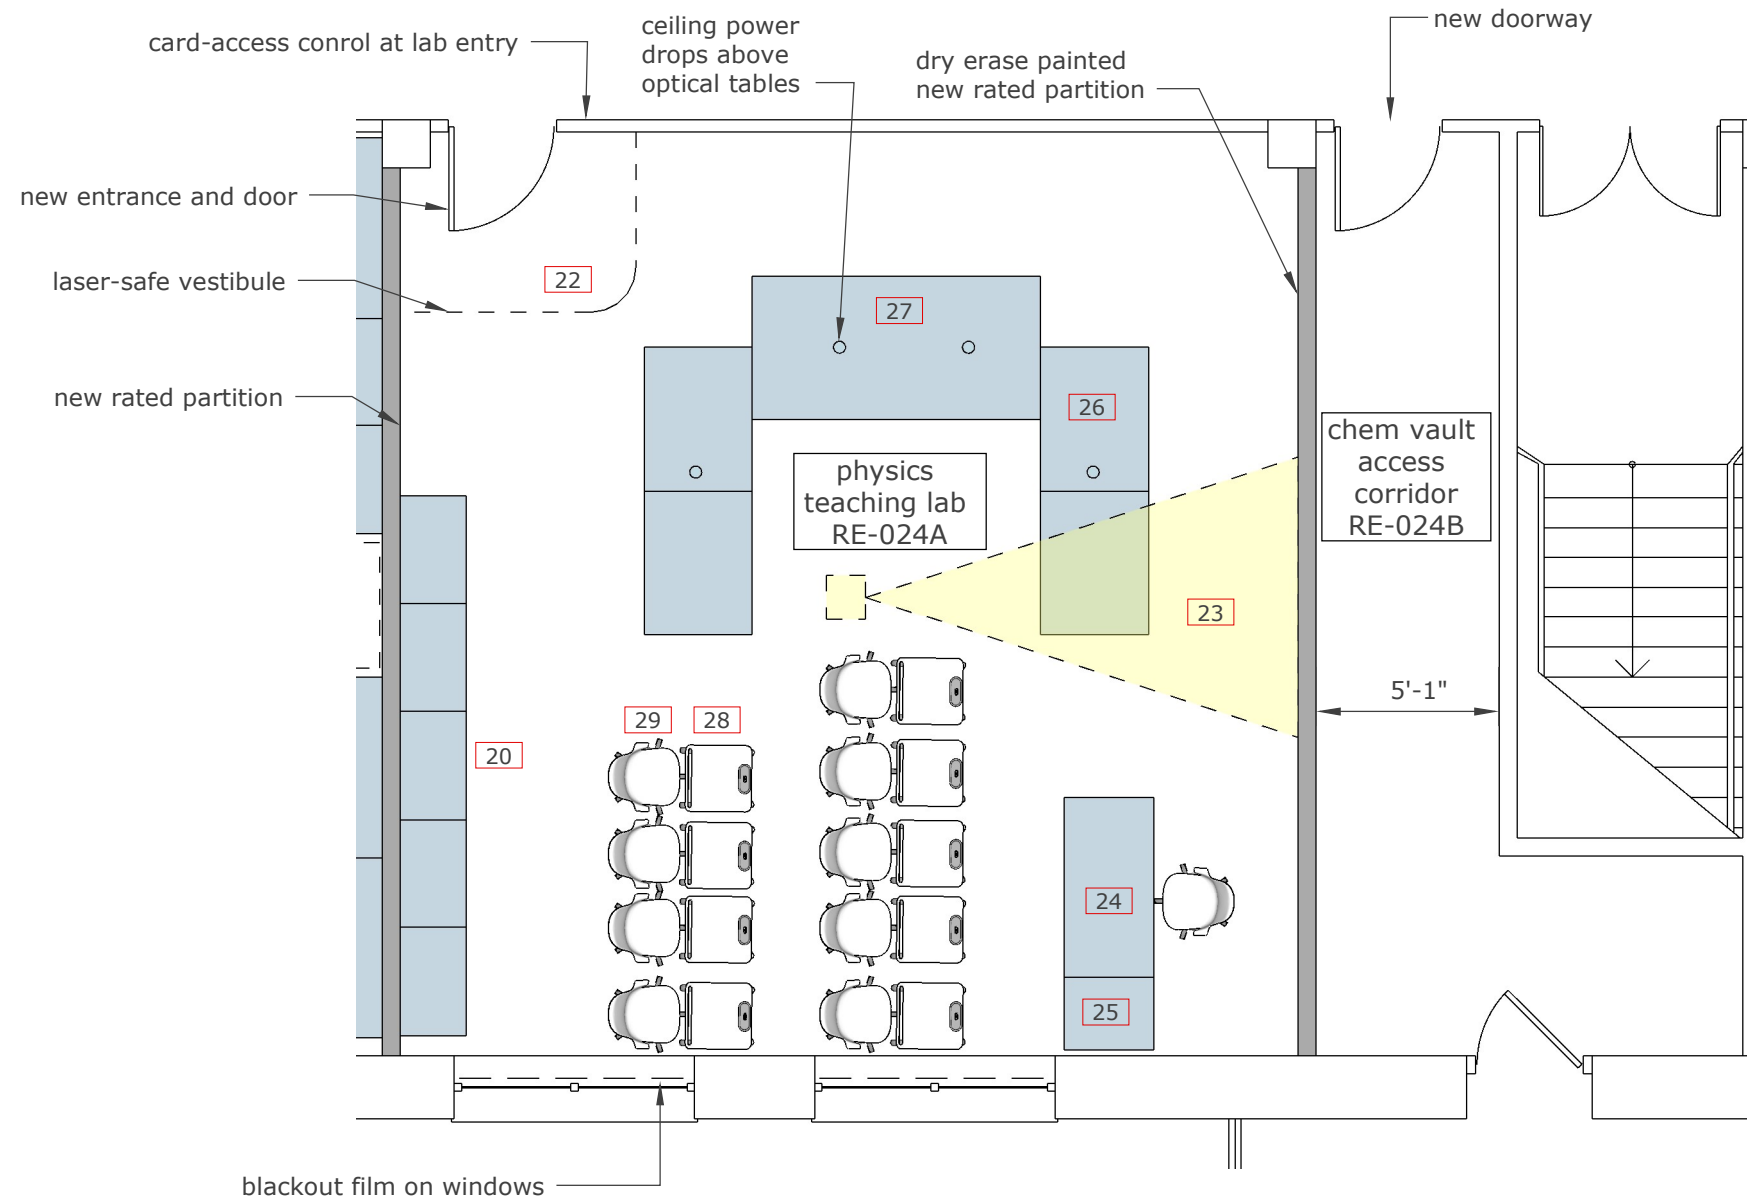 new doorway
card-access conrol at lab entry
ceiling power
drops above
optical tables
dry erase painted
new rated partition
new entrance and door
laser-safe vestibule
22
27
new rated partition
26
physics
teaching lab
RE-024A
chem vault
access
corridor
RE-024B
23
5'-1"
29
28
20
24
25
blackout film on windows